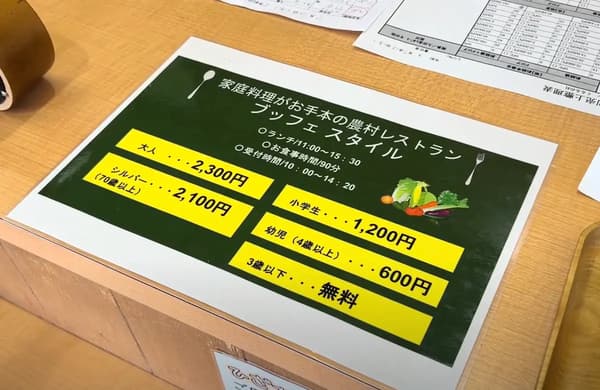 家庭料理がお手本の農村レストラン
ブッフェ スタイル
○ランチ/11:00～15：30
○お食事時間/90分
○受付時間/10：00～14：20
大人 ・・・2,300円
シルバー・・・2,100円
(70歳以上)
小学生・・・1,200円
幼児（4歳以上）・・・600円
3歳以下・・・無料